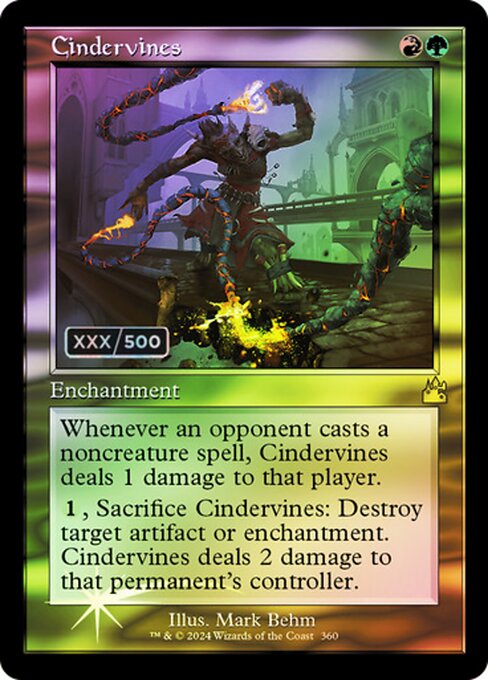 Cindervines
XXX/500
Enchantment
Whenever an opponent casts a
noncreature spell, Cindervines
deals 1 damage to that player.
1, Sacrifice Cindervines: Destroy
target artifact or enchantment.
Cindervines deals 2 damage to
that permanent's controller.
Illus. Mark Behm
™ & © 2024 Wizards of the Coast 360